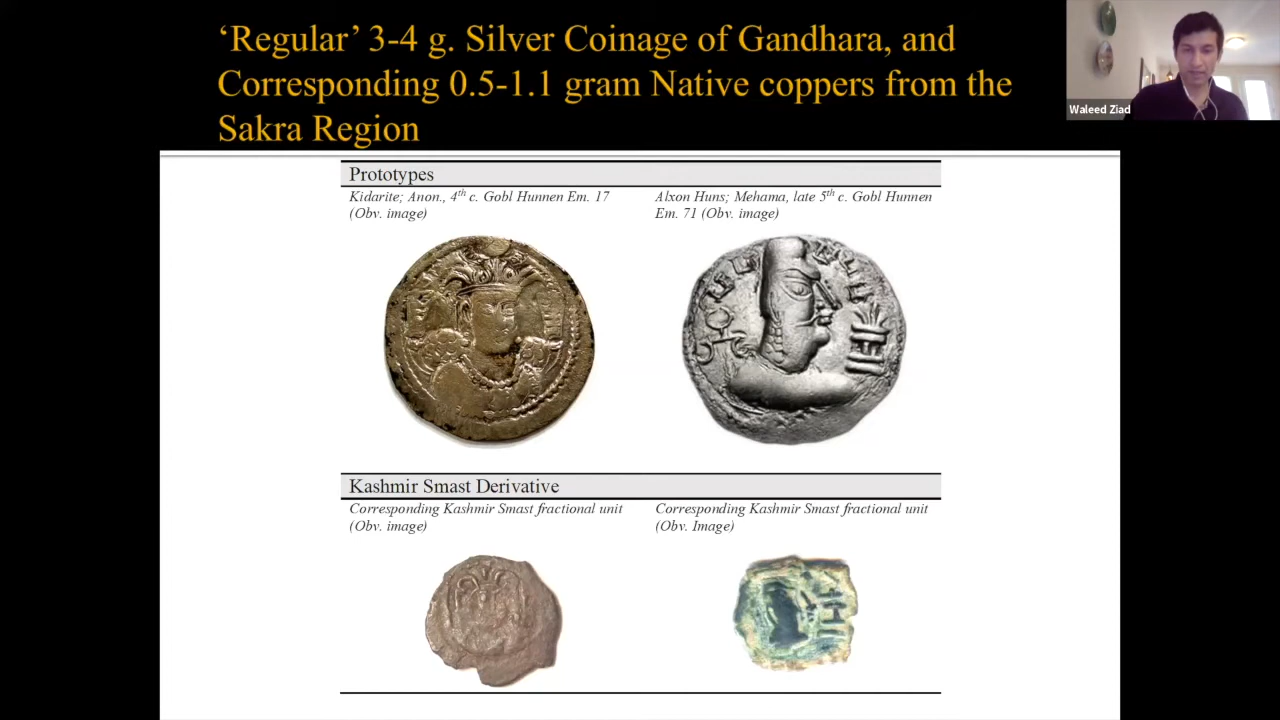 ‘Regular’ 3-4 g. Silver Coinage of Gandhara, and
Corresponding 0.5-1.1 gram Native coppers from the
Sakra Region
Waleed Ziad
Prototypes
Kidarite; Anon., 4th c. Gobl Hunnen Em. 17
(Obv. image)
Alxon Huns; Mehama, late 5th c. Gobl Hunnen
Em. 71 (Obv. image)
Kashmir Smast Derivative
Corresponding Kashmir Smast fractional unit
(Obv. image)
Corresponding Kashmir Smast fractional unit
(Obv. Image)